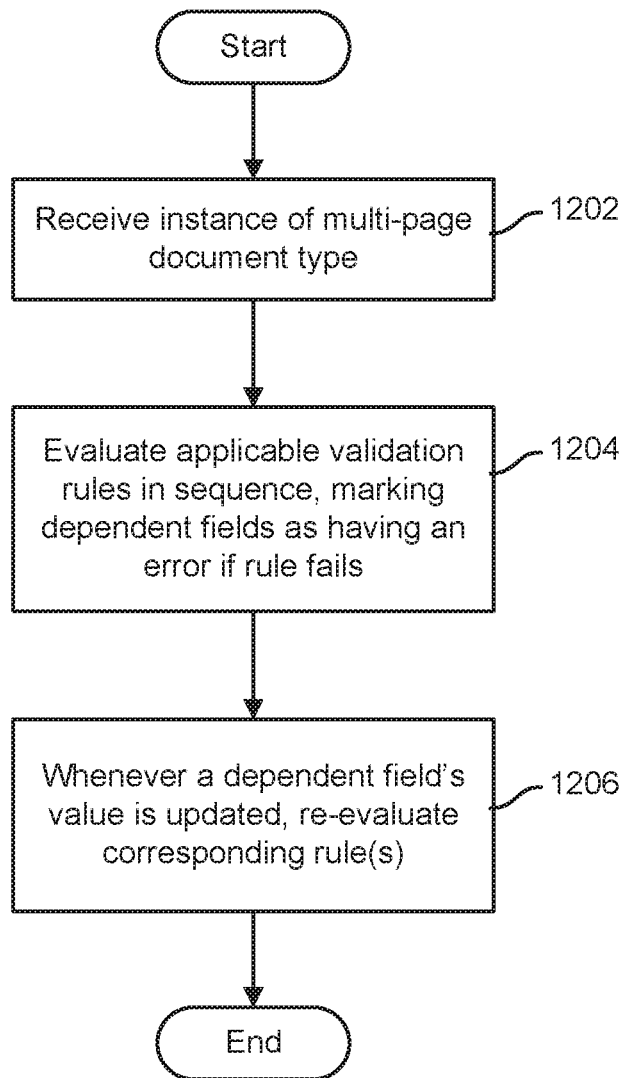 Start
Receive instance of multi-page
document type
1202
Evaluate applicable validation
rules in sequence, marking
dependent fields as having an
error if rule fails
1204
Whenever a dependent field's
value is updated, re-evaluate
corresponding rule(s)
1206
End